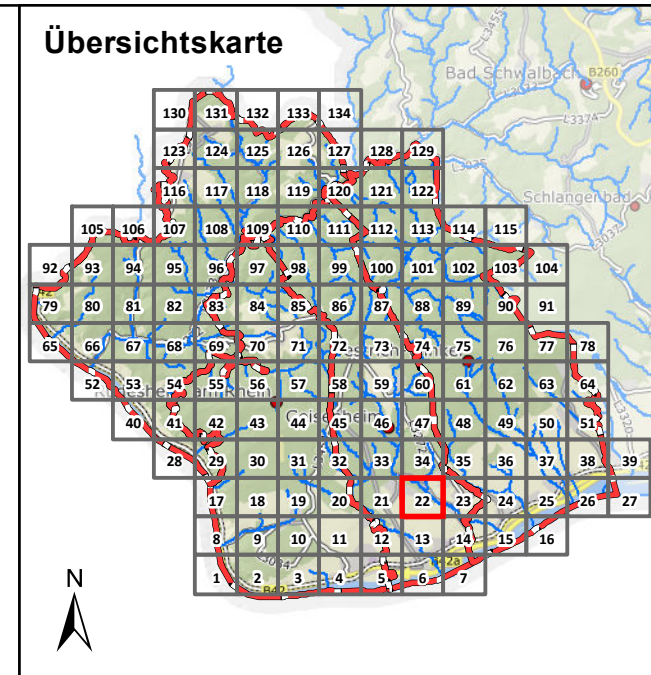 Übersichtskarte
L3455
Bad Schwalbach
B260
L3374
130 131 132 133 134
123 124 125 126 127 128 129
L3035
116 117 118 119 120 121 122
Schlangenbad
L3037
105 106 107 108 109 110 111 112 113 114 115
92 93 94 95 96 97 98 99 100 101 102 103 104
79 80 81 82 83 84 85 86 87 88 89 90 91
65 66 67 68 69 70 71 72 73 74 75 76 77 78
52 53 54 55 56 57 58 59 60 61 62 63 64
Geisenheim
L3320
40 41 42 43 44 45 46 47 48 49 50 51
28 29 30 31 32 33 34 35 36 37 38 39
17 18 19 20 21 22 23 24 25 26 27
8 9 10 11 12 13 14 15 16
L3034
B42a
1 2 3 4 5 6 7
B42
N